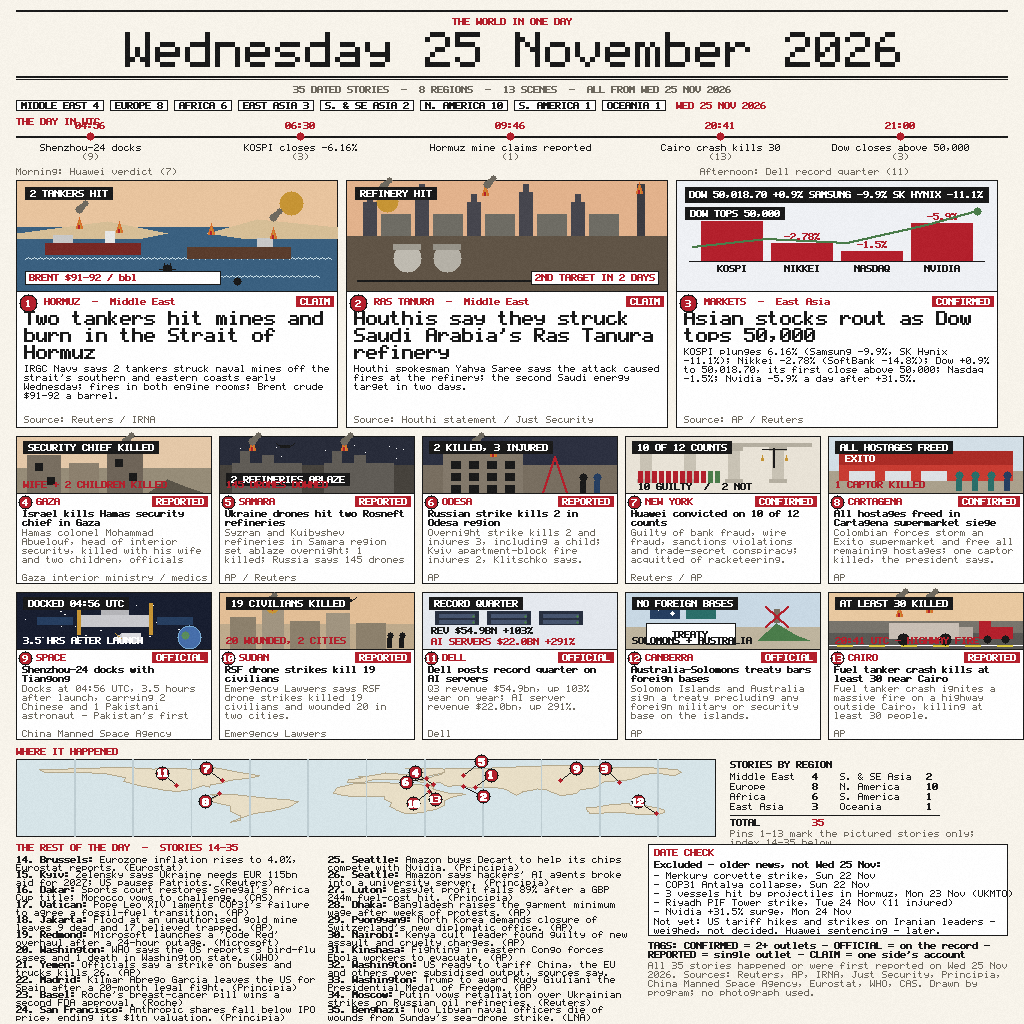 THE WORLD IN ONE DAY
Wednesday 25 November 2026
35 DATED STORIES - 8 REGIONS - 13 SCENES - ALL FROM WED 25 NOV 2026
MIDDLE EAST 4 EUROPE 8 AFRICA 6 EAST ASIA 3 S. & SE ASIA 2 N. AMERICA 10 S. AMERICA 1 OCEANIA 1 WED 25 NOV 2026
THE DAY IN UTC
04:56 06:30 09:46 20:41 21:00
Shenzhou-24 docks KOSPI closes -6.16% Hormuz mine claims reported Cairo crash kills 30 Dow closes above 50,000
(9) (3) (1) (13) (3)
Morning: Huawei verdict (7) Afternoon: Dell record quarter (11)
2 TANKERS HIT
BRENT $91-92 / bbl
1 HORMUZ - Middle East CLAIM
Two tankers hit mines and
burn in the Strait of
Hormuz
IRGC Navy says 2 tankers struck naval mines off the
strait's southern and eastern coasts early
Wednesday; fires in both engine rooms; Brent crude
$91-92 a barrel.
Source: Reuters / IRNA
REFINERY HIT
2ND TARGET IN 2 DAYS
2 RAS TANURA - Middle East CLAIM
Houthis say they struck
Saudi Arabia's Ras Tanura
refinery
Houthi spokesman Yahya Saree says the attack caused
fires at the refinery; the second Saudi energy
target in two days.
Source: Houthi statement / Just Security
DOW 50,018.70 +0.9% SAMSUNG -9.9% SK HYNIX -11.1%
DOW TOPS 50,000
-2.78% -1.5% -5.9%
KOSPI NIKKEI NASDAQ NVIDIA
3 MARKETS - East Asia CONFIRMED
Asian stocks rout as Dow
tops 50,000
KOSPI plunges 6.16% (Samsung -9.9%, SK Hynix
-11.1%); Nikkei -2.78% (SoftBank -14.8%); Dow +0.9%
to 50,018.70, its first close above 50,000; Nasdaq
-1.5%; Nvidia -5.9% a day after +31.5%.
Source: AP / Reuters
SECURITY CHIEF KILLED
WIFE + 2 CHILDREN KILLED
4 GAZA REPORTED
Israel kills Hamas security
chief in Gaza
Hamas colonel Mohammad
Abuelouf, head of interior
security, killed with his wife
and two children, officials
Gaza interior ministry / medics
2 REFINERIES ABLAZE
5 SAMARA REPORTED
Ukraine drones hit two Rosneft
refineries
Syzran and Kuibyshev
refineries in Samara region
set ablaze overnight; 1
killed; Russia says 145 drones
AP / Reuters
2 KILLED, 3 INJURED
6 ODESA REPORTED
Russian strike kills 2 in
Odesa region
Overnight strike kills 2 and
injures 3, including a child;
Kyiv apartment-block fire
injures 2, Klitschko says.
AP
10 OF 12 COUNTS
10 GUILTY / 2 NOT
7 NEW YORK CONFIRMED
Huawei convicted on 10 of 12
counts
Guilty of bank fraud, wire
fraud, sanctions violations
and trade-secret conspiracy;
acquitted of racketeering.
Reuters / AP
ALL HOSTAGES FREED
EXITO
1 CAPTOR KILLED
8 CARTAGENA CONFIRMED
All hostages freed in
Cartagena supermarket siege
Colombian forces storm an
Exito supermarket and free all
remaining hostages; one captor
killed, the president says.
AP
DOCKED 04:56 UTC
3.5 HRS AFTER LAUNCH
9 SPACE OFFICIAL
Shenzhou-24 docks with
Tiangong
Docks at 04:56 UTC, 3.5 hours
after launch, carrying 2
Chinese and 1 Pakistani
astronaut - Pakistan's first
China Manned Space Agency
19 CIVILIANS KILLED
20 WOUNDED, 2 CITIES
10 SUDAN REPORTED
RSF drone strikes kill 19
civilians
Emergency Lawyers says RSF
drone strikes killed 19
civilians and wounded 20 in
two cities.
Emergency Lawyers
RECORD QUARTER
REV $54.9BN +103%
AI SERVERS $22.0BN +291%
11 DELL OFFICIAL
Dell posts record quarter on
AI servers
Q3 revenue $54.9bn, up 103%
year on year; AI server
revenue $22.0bn, up 291%.
Dell
NO FOREIGN BASES
TREATY
SOLOMONS + AUSTRALIA
12 CANBERRA OFFICIAL
Australia-Solomons treaty bars
foreign bases
Solomon Islands and Australia
sign a treaty precluding any
foreign military or security
base on the islands.
AP
AT LEAST 30 KILLED
20:41 UTC - HIGHWAY FIRE
13 CAIRO REPORTED
Fuel tanker crash kills at
least 30 near Cairo
Fuel tanker crash ignites a
massive fire on a highway
outside Cairo, killing at
least 30 people.
AP
WHERE IT HAPPENED
11 7 8 4 6 10 13 5 1 2 9 3 12
STORIES BY REGION
Middle East 4 S. & SE Asia 2
Europe 8 N. America 10
Africa 6 S. America 1
East Asia 3 Oceania 1
TOTAL 35
Pins 1-13 mark the pictured stories only;
index 14-35 below.
THE REST OF THE DAY - STORIES 14-35
14. Brussels: Eurozone inflation rises to 4.0%,
Eurostat reports. (Eurostat)
15. Kyiv: Zelensky says Ukraine needs EUR 115bn
aid for 2027; US pauses Patriots. (Reuters)
16. Dakar: Sports court restores Senegal's Africa
Cup title; Morocco vows to challenge. (CAS)
17. Vatican: Pope Leo XIV laments COP31's failure
to agree a fossil-fuel transition. (AP)
18. Jakarta: Flood at an unauthorised gold mine
leaves 9 dead and 17 believed trapped. (AP)
19. Redmond: Microsoft launches a 'Code Red'
overhaul after a 24-hour outage. (Microsoft)
20. Washington: WHO says the US reports 3 bird-flu
cases and 1 death in Washington state. (WHO)
21. Yemen: Officials say a strike on buses and
trucks kills 26. (AP)
22. Madrid: Kilmar Abrego Garcia leaves the US for
Spain after a 20-month legal fight. (Principia)
23. Basel: Roche's breast-cancer pill wins a
second FDA approval. (Roche)
24. San Francisco: Anthropic shares fall below IPO
price, ending its $1tn valuation. (Principia)
25. Seattle: Amazon buys Decart to help its chips
compete with Nvidia. (Principia)
26. Seattle: Amazon says hackers' AI agents broke
into a university server. (Principia)
27. Luton: EasyJet profit falls 89% after a GBP
244m fuel-cost hit. (Principia)
28. Dhaka: Bangladesh raises the garment minimum
wage after weeks of protests. (AP)
29. Pyongyang: North Korea demands closure of
Switzerland's new diplomatic office. (AP)
30. Nairobi: Kenya cult leader found guilty of new
assault and cruelty charges. (AP)
31. Kinshasa: Fighting in eastern Congo forces
Ebola workers to evacuate. (AP)
32. Washington: US ready to tariff China, the EU
and others over subsidised output, sources say.
33. Washington: Trump to award Rudy Giuliani the
Presidential Medal of Freedom. (AP)
34. Moscow: Putin vows retaliation over Ukrainian
strikes on Russian oil refineries. (Reuters)
35. Benghazi: Two Libyan naval officers die of
wounds from Sunday's sea-drone strike. (LNA)
DATE CHECK
Excluded - older news, not Wed 25 Nov:
- Merkury corvette strike, Sun 22 Nov
- COP31 Antalya collapse, Sun 22 Nov
- 3 vessels hit by projectiles in Hormuz, Mon 23 Nov (UKMTO)
- Riyadh PIF Tower strike, Tue 24 Nov (11 injured)
- Nvidia +31.5% surge, Mon 24 Nov
Not yet: US tariff hikes and strikes on Iranian leaders -
weighed, not decided. Huawei sentencing - later.
TAGS: CONFIRMED = 2+ outlets - OFFICIAL = on the record -
REPORTED = single outlet - CLAIM = one side's account
All 35 stories happened or were first reported on Wed 25 Nov
2026. Sources: Reuters, AP, IRNA, Just Security, Principia,
China Manned Space Agency, Eurostat, WHO, CAS. Drawn by
program; no photograph used.